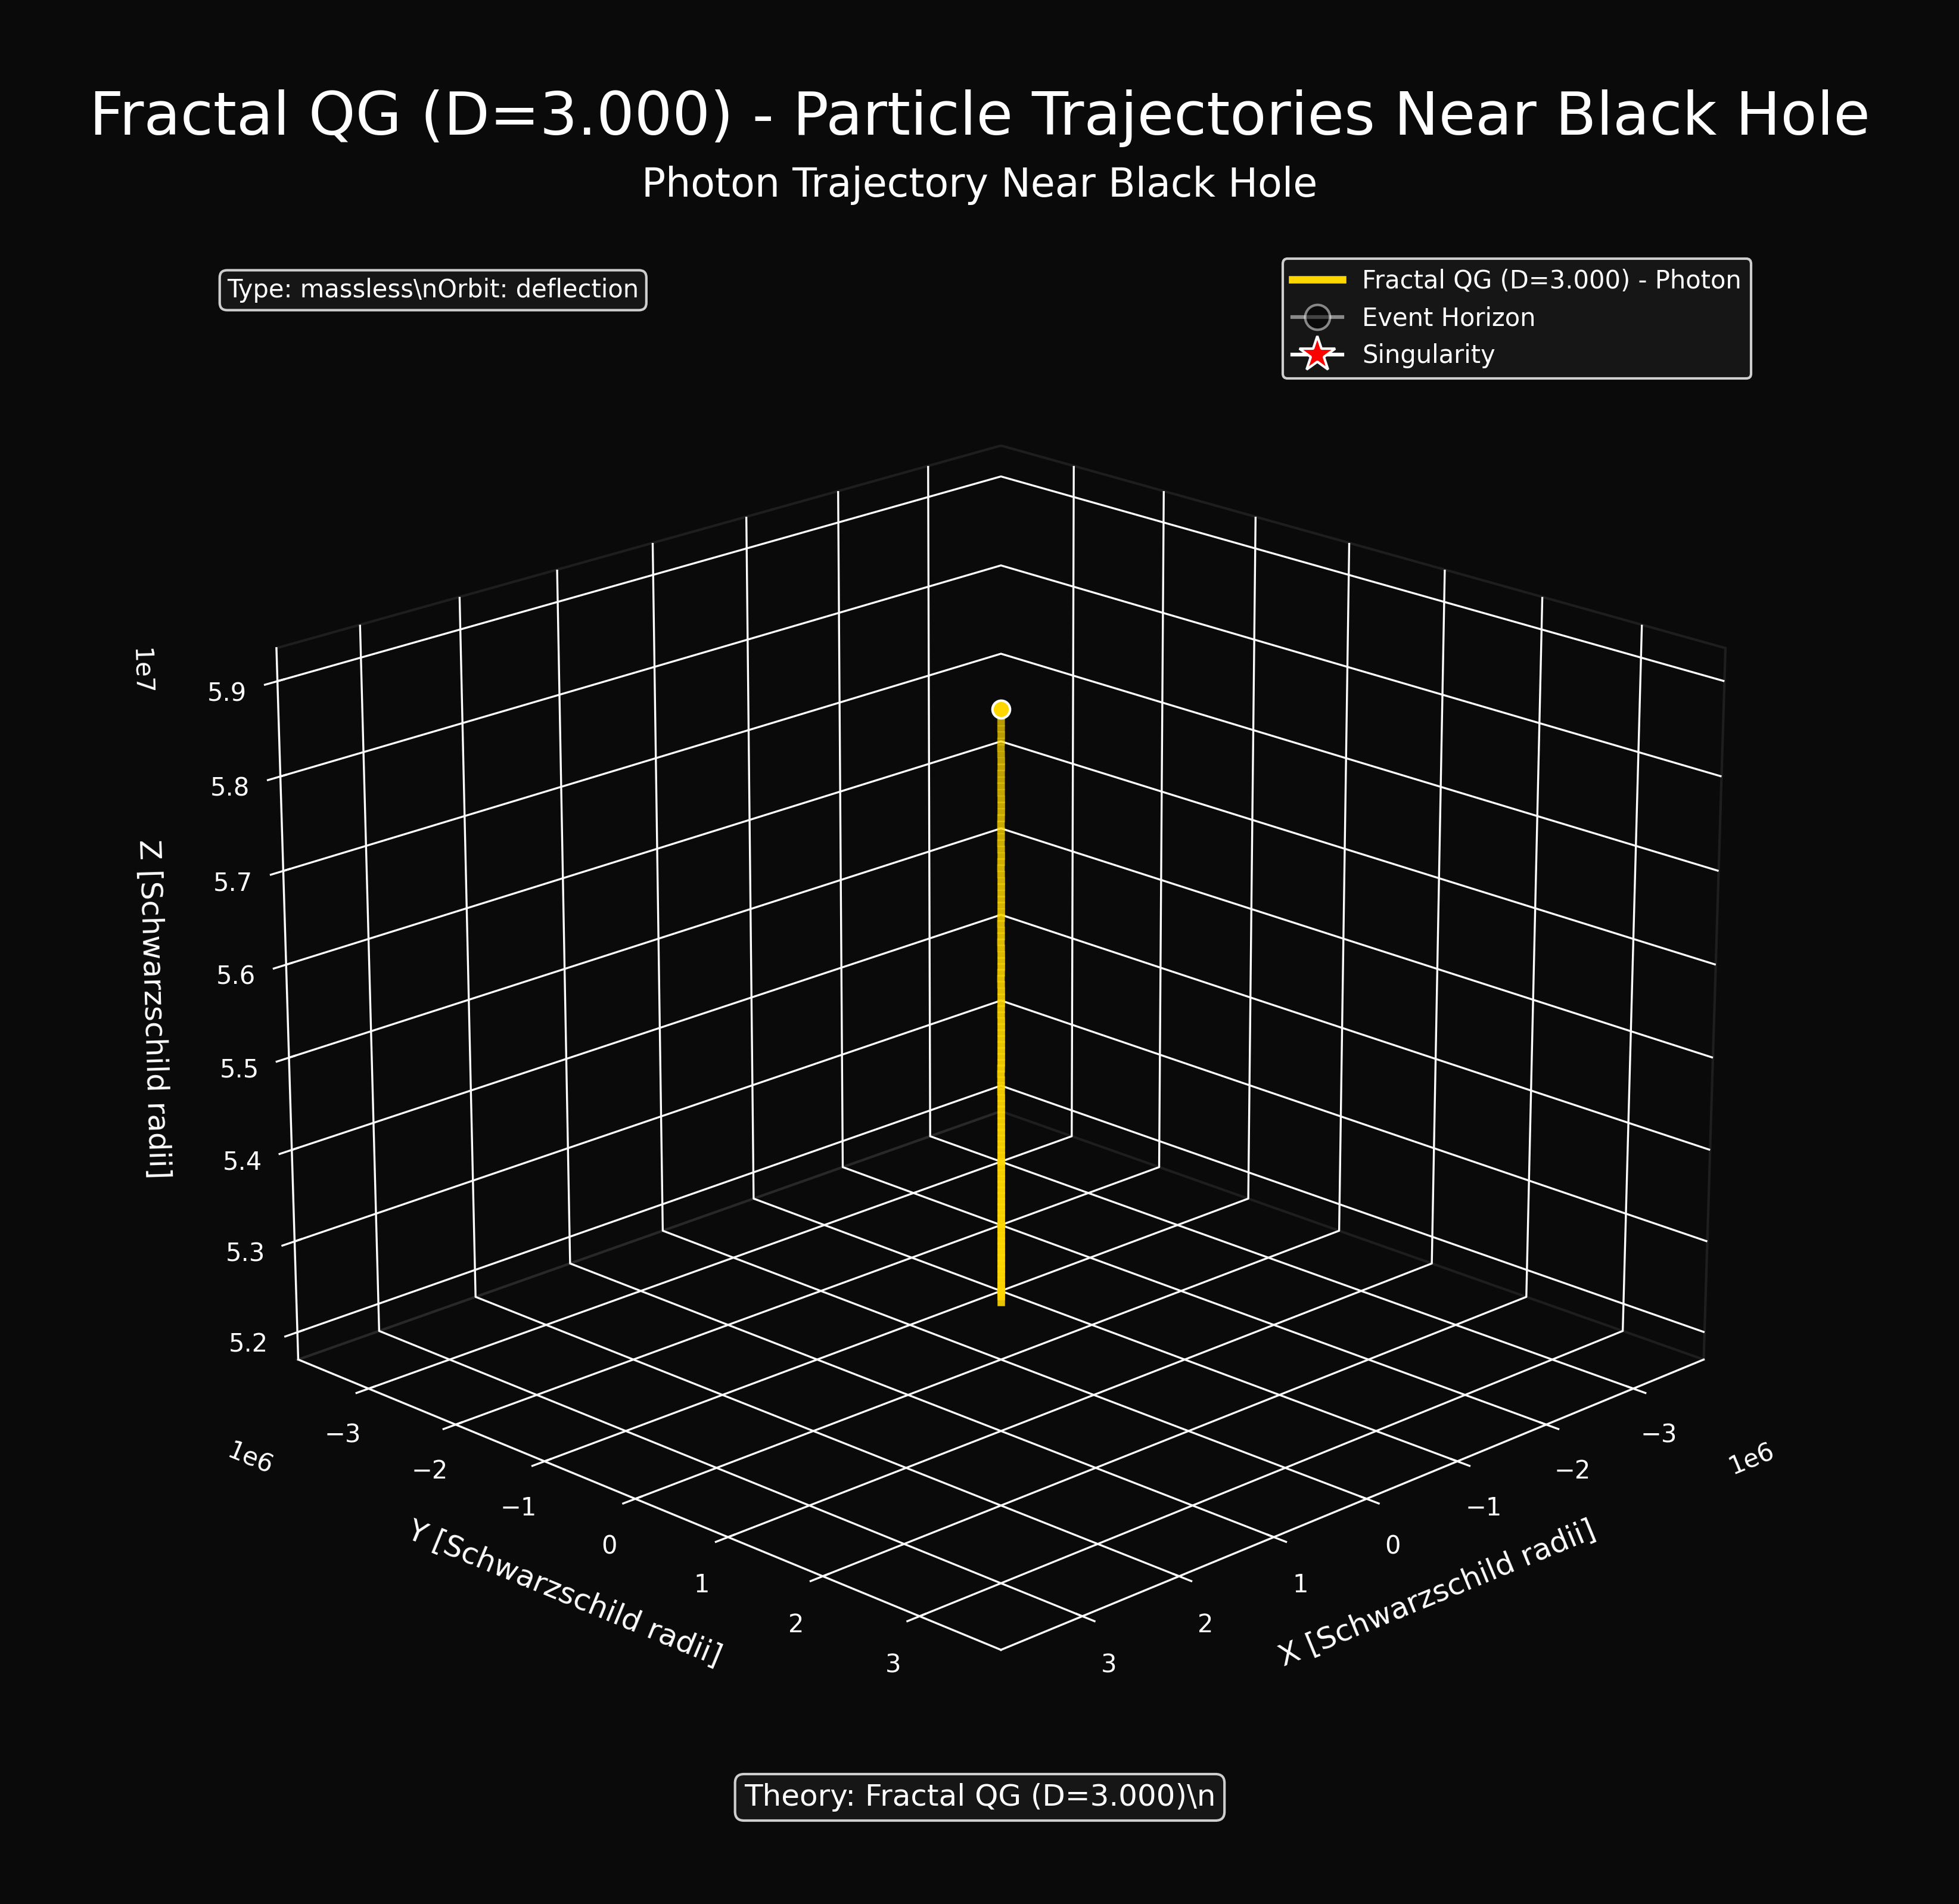 Fractal QG (D=3.000) - Particle Trajectories Near Black Hole
Photon Trajectory Near Black Hole
Type: massless\nOrbit: deflection
Fractal QG (D=3.000) - Photon
Event Horizon
Singularity
1e7
5.9
5.8
5.7
5.6
5.5
5.4
5.3
5.2
Z [Schwarzschild radii]
1e6
−3
−2
−1
0
1
2
3
Y [Schwarzschild radii]
1e6
−3
−2
−1
0
1
2
3
X [Schwarzschild radii]
Theory: Fractal QG (D=3.000)\n